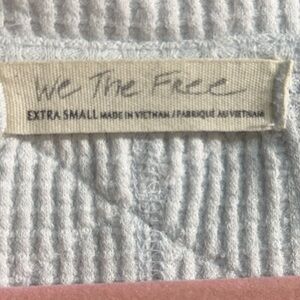 We The Free
EXTRA SMALL MADE IN VIETNAM / FABRIQUÉ AU VIETNAM